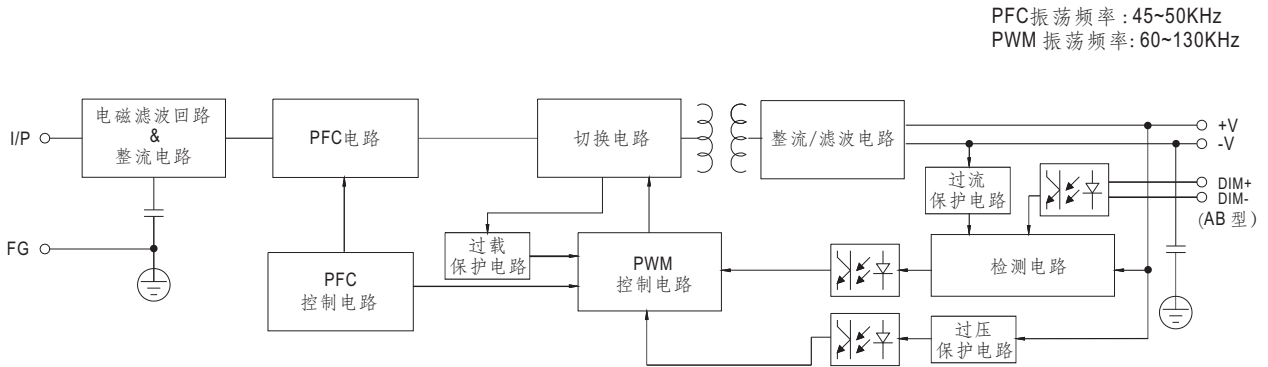 PFC振荡频率：45~50KHz
PWM 振荡频率：60~130KHz
I/P
电磁滤波回路
&
整流电路
PFC电路
切换电路
整流/滤波电路
+V
-V
过流
保护电路
DIM+
DIM-
(AB 型）
FG
过载
保护电路
PFC
控制电路
PWM
控制电路
检测电路
过压
保护电路